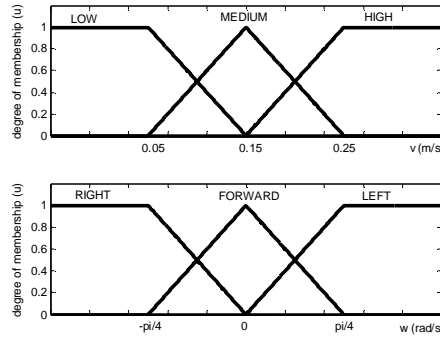 LOW MEDIUM HIGH
degree of membership (u)
1
0.8
0.6
0.4
0.2
0
0.05 0.15 0.25 v (m/s
RIGHT FORWARD LEFT
degree of membership (u)
1
0.8
0.6
0.4
0.2
0
-pi/4 0 pi/4 w (rad/s